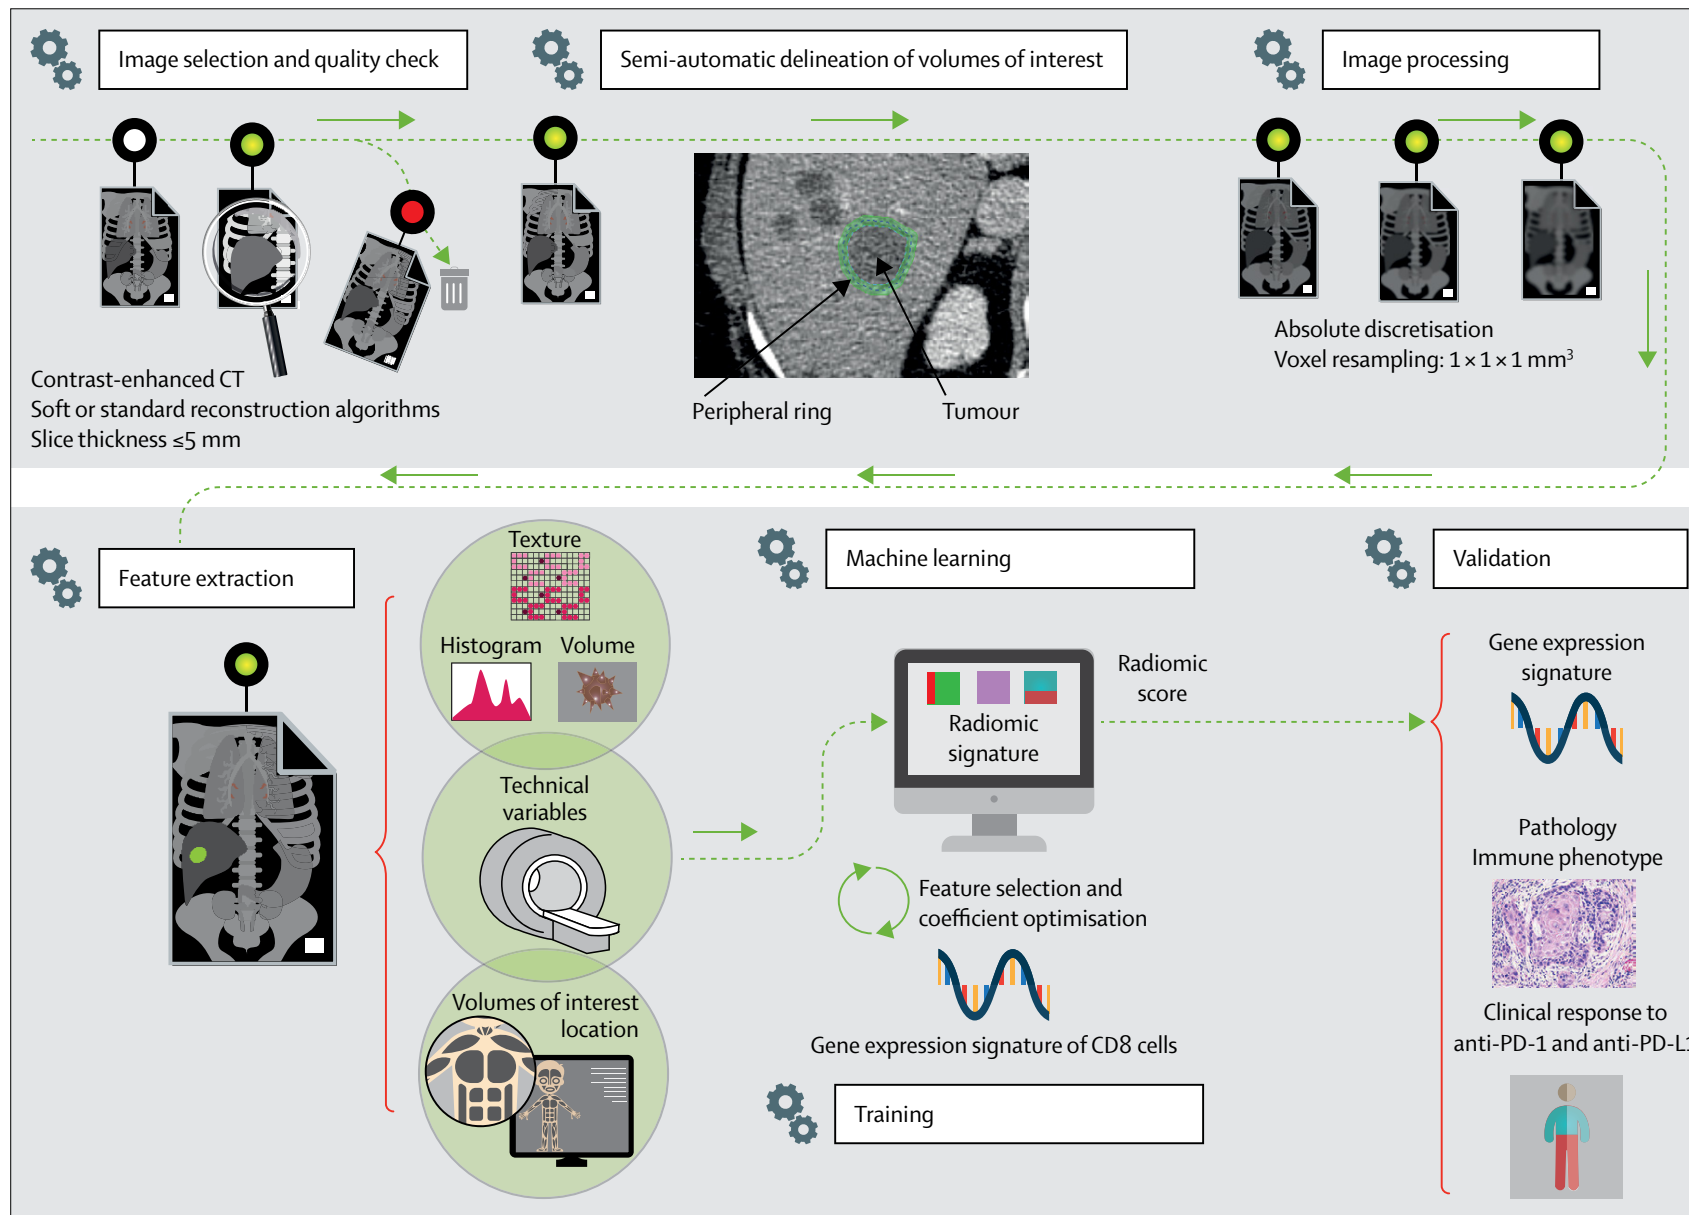 Image selection and quality check
Semi-automatic delineation of volumes of interest
Image processing
Contrast-enhanced CT
Soft or standard reconstruction algorithms
Slice thickness ≤5 mm
Peripheral ring
Tumour
Absolute discretisation
Voxel resampling: 1 × 1 × 1 mm³
Feature extraction
Texture
Histogram
Volume
Technical
variables
Volumes of interest
location
Machine learning
Radiomic
signature
Radiomic
score
Feature selection and
coefficient optimisation
Gene expression signature of CD8 cells
Training
Validation
Gene expression
signature
Pathology
Immune phenotype
Clinical response to
anti-PD-1 and anti-PD-L1